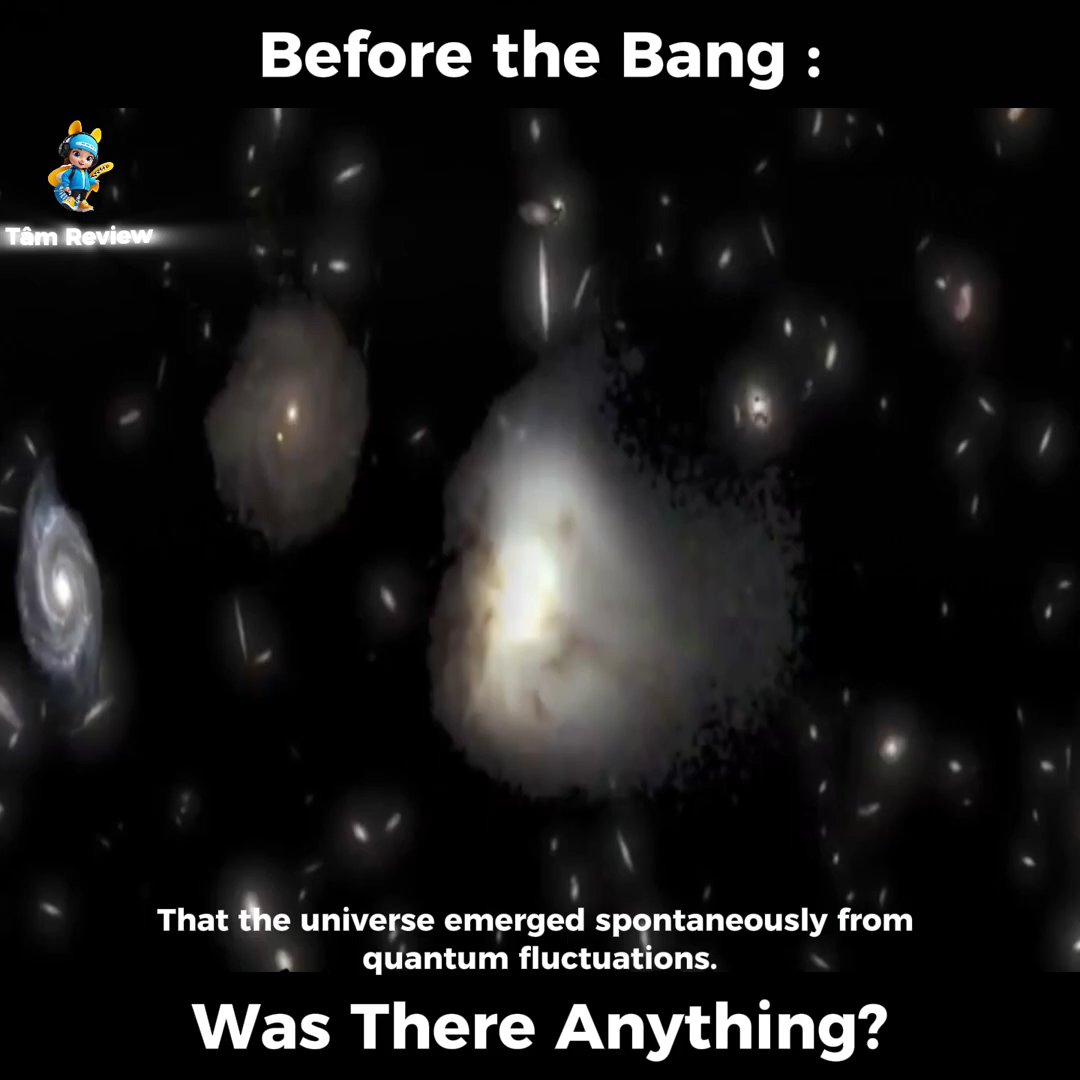 Before the Bang :
Tâm Review
That the universe emerged spontaneously from
quantum fluctuations.
Was There Anything?